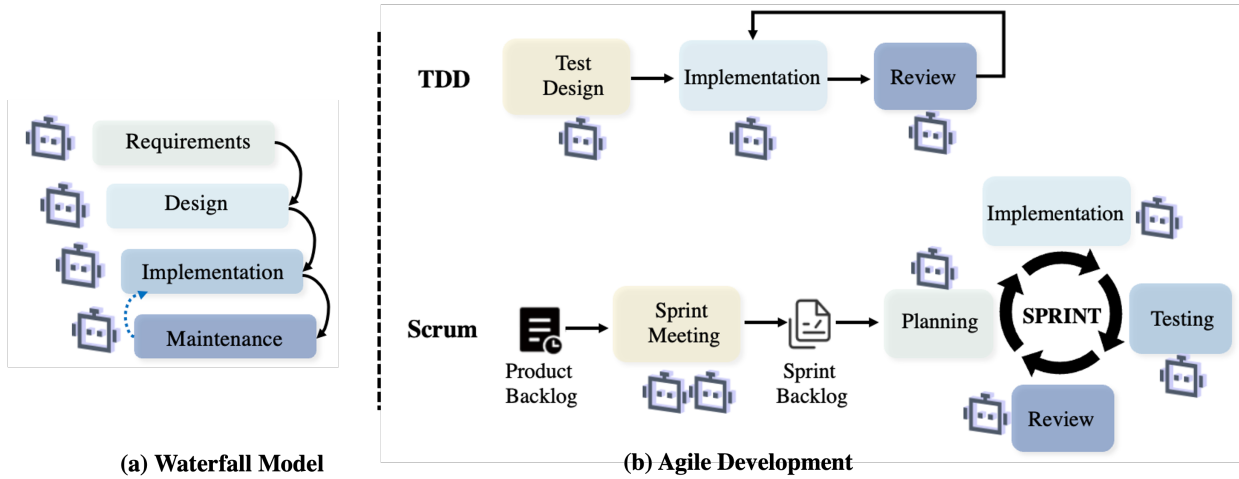 Requirements
Design
Implementation
Maintenance
(a) Waterfall Model
TDD
Test
Design
Implementation
Review
Scrum
Product
Backlog
Sprint
Meeting
Sprint
Backlog
Planning
Implementation
SPRINT
Testing
Review
(b) Agile Development